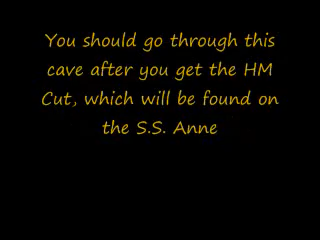 You should go through this
cave after you get the HM
Cut, which will be found on
the S.S. Anne